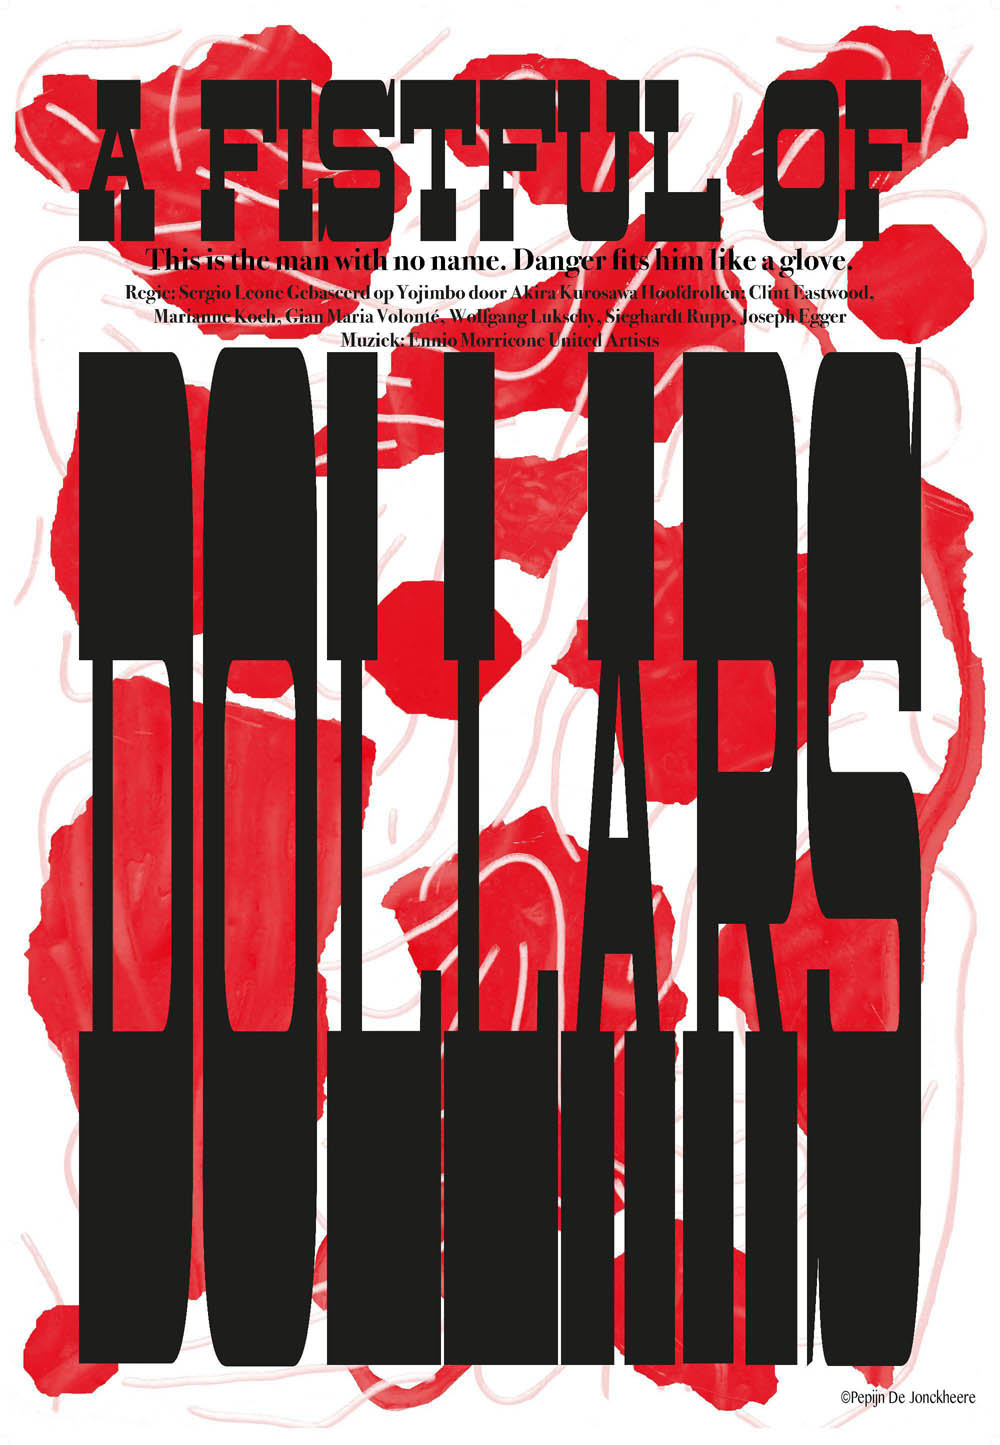 A FISTFUL OF
This is the man with no name. Danger fits him like a glove.
Regie: Sergio Leone Gebaseerd op Yojimbo door Akira Kurosawa Hoofdrollen: Clint Eastwood,
Marianne Koch, Gian Maria Volonté, Wolfgang Lukschy, Sieghardt Rupp, Joseph Egger
Muziek: Ennio Morricone United Artists
DOLLARS
©Pepijn De Jonckheere